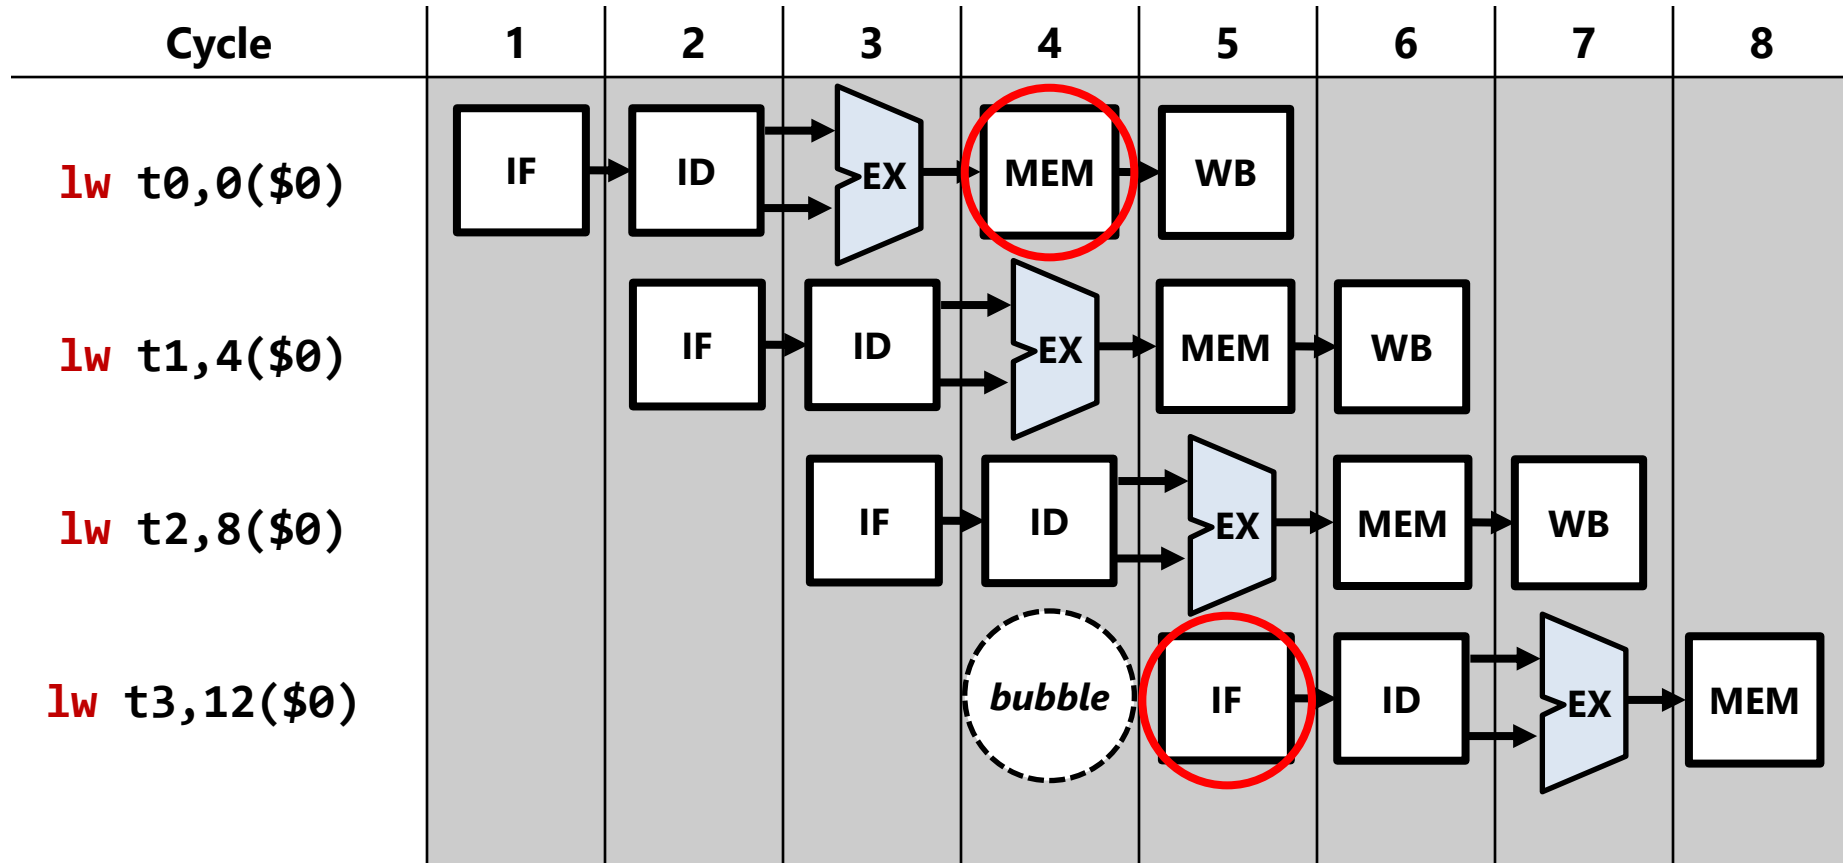 Cycle 1 2 3 4 5 6 7 8
lw t0,0($0) IF ID EX MEM WB
lw t1,4($0) IF ID EX MEM WB
lw t2,8($0) IF ID EX MEM WB
lw t3,12($0) bubble IF ID EX MEM